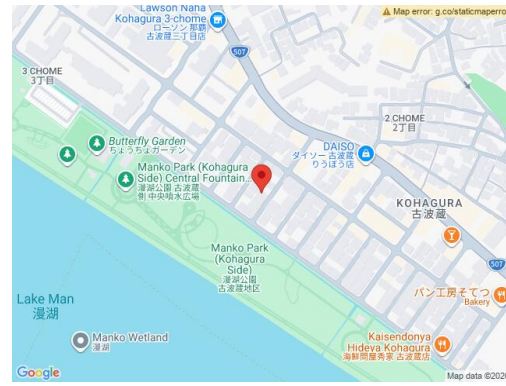 Lawson Naha
Kohagura 3-chome
ローソン 那覇
古波蔵三丁目店
Map error: g.co/staticmaperro
507
3 CHOME
3丁目
2 CHOME
2丁目
Butterfly Garden
ちょうちょガーデン
DAISO
ダイソー 古波蔵
りうぼう店
Manko Park (Kohagura
Side) Central Fountain...
漫湖公園 古波蔵
側 中央噴水広場
KOHAGURA
古波蔵
Manko Park
(Kohagura
Side)
漫湖公園
古波蔵地区
507
Lake Man
漫湖
パン工房そてつ
Bakery
Manko Wetland
漫湖
Kaisendonya
Hideya Kohagura
海鮮問屋秀家 古波蔵店
Google
Map data ©2026